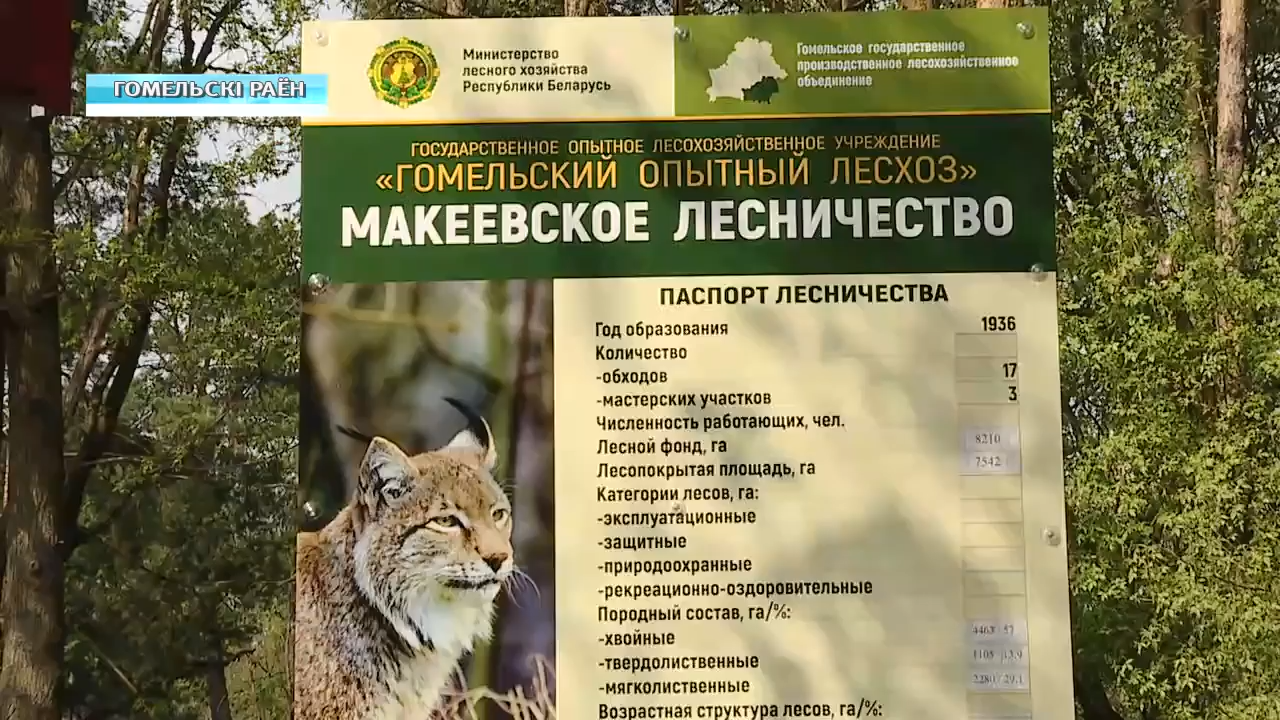 ГОМЕЛЬСКІ РАЁН
Министерство
лесного хозяйства
Республики Беларусь
Гомельское государственное
производственное лесохозяйственное
объединение
ГОСУДАРСТВЕННОЕ ОПЫТНОЕ ЛЕСОХОЗЯЙСТВЕННОЕ УЧРЕЖДЕНИЕ
«ГОМЕЛЬСКИЙ ОПЫТНЫЙ ЛЕСХОЗ»
МАКЕЕВСКОЕ ЛЕСНИЧЕСТВО
ПАСПОРТ ЛЕСНИЧЕСТВА
Год образования 1936
Количество
-обходов 17
-мастерских участков 3
Численность работающих, чел.
Лесной фонд, га 8210
Лесопокрытая площадь, га 7542
Категории лесов, га:
-эксплуатационные
-защитные
-природоохранные
-рекреационно-оздоровительные
Породный состав, га/%:
-хвойные 57
-твердолиственные 13,9
-мягколиственные 2280 / 29,1
Возрастная структура лесов, га/%: